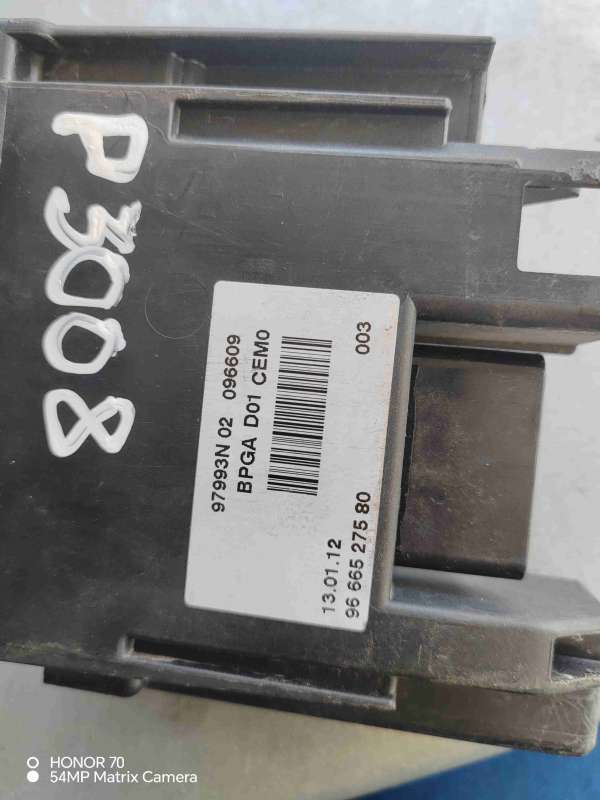 P3008
97993N 02 096609
BPGA D01 CEM0
003
13.01.12
96 665 275 80
HONOR 70
54MP Matrix Camera